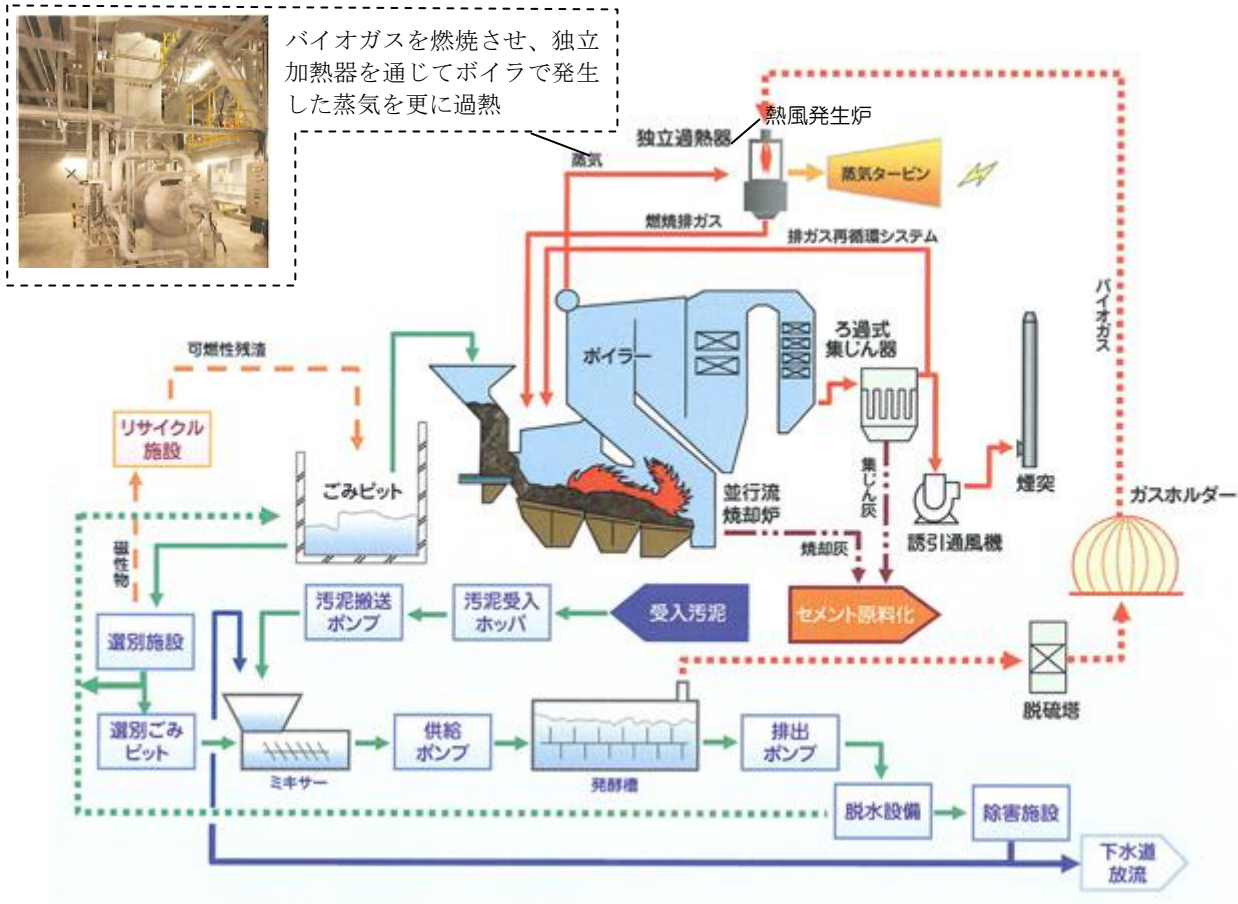 バイオガスを燃焼させ、独立
加熱器を通じてボイラで発生
した蒸気を更に過熱
熱風発生炉
独立過熱器
蒸気
蒸気タービン
燃焼排ガス
排ガス再循環システム
バイオガス
ボイラー
ろ過式
集じん器
可燃性残渣
リサイクル
施設
ごみピット
並行流
焼却炉
集じん灰
煙突
ガスホルダー
誘引通風機
焼却灰
磁性物
汚泥搬送
ポンプ
汚泥受入
ホッパ
受入汚泥
セメント原料化
選別施設
脱硫塔
選別ごみ
ピット
供給
ポンプ
排出
ポンプ
ミキサー
発酵槽
脱水設備
除害施設
下水道
放流